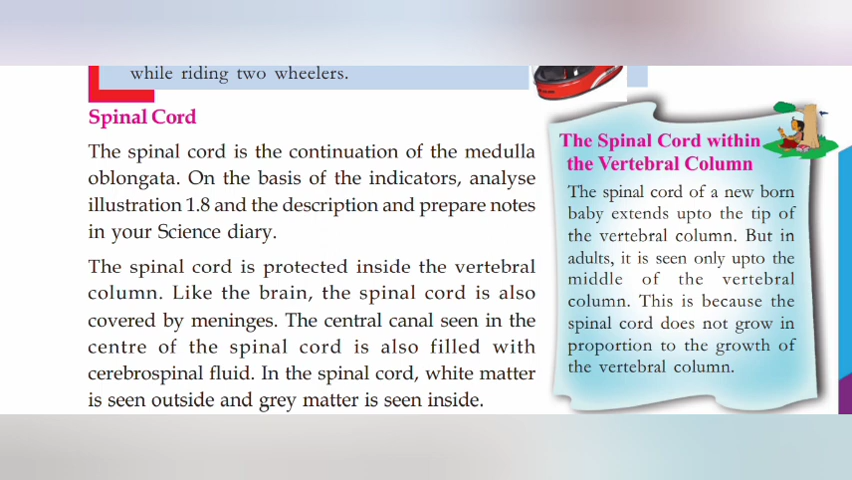 while riding two wheelers.
Spinal Cord
The spinal cord is the continuation of the medulla
oblongata. On the basis of the indicators, analyse
illustration 1.8 and the description and prepare notes
in your Science diary.
The spinal cord is protected inside the vertebral
column. Like the brain, the spinal cord is also
covered by meninges. The central canal seen in the
centre of the spinal cord is also filled with
cerebrospinal fluid. In the spinal cord, white matter
is seen outside and grey matter is seen inside.
The Spinal Cord within
the Vertebral Column
The spinal cord of a new born
baby extends upto the tip of
the vertebral column. But in
adults, it is seen only upto the
middle of the vertebral
column. This is because the
spinal cord does not grow in
proportion to the growth of
the vertebral column.